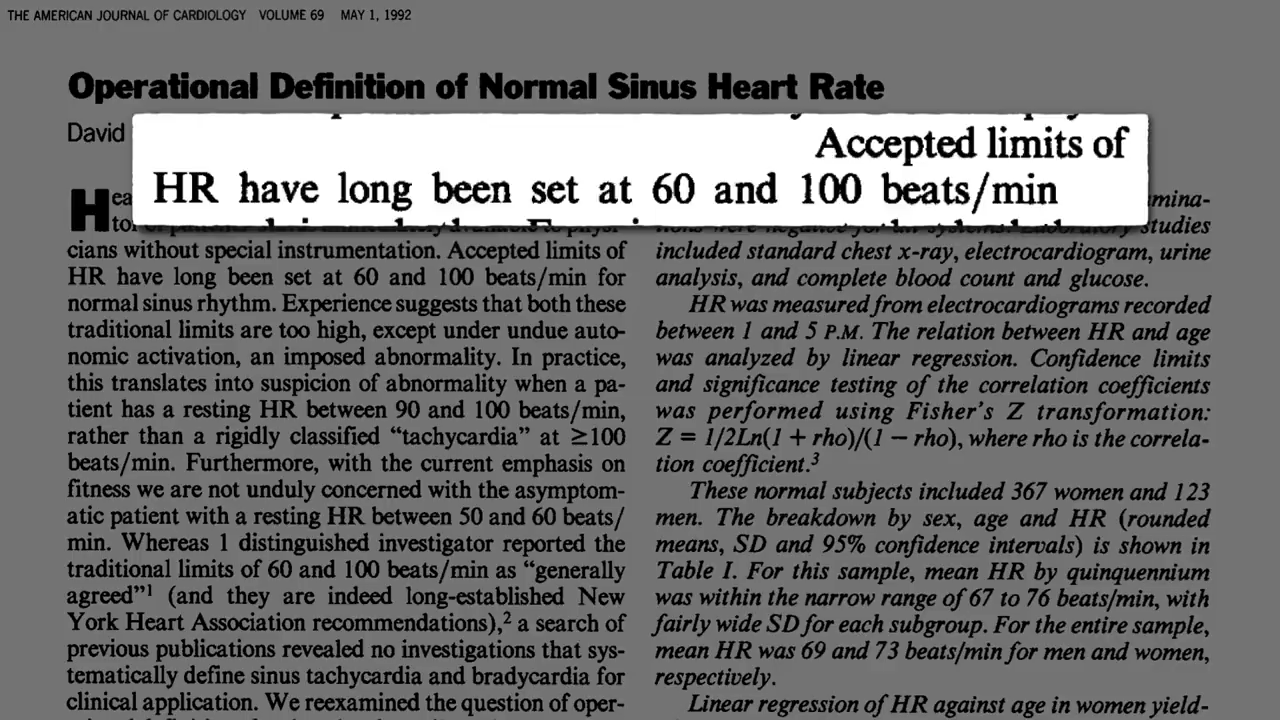 THE AMERICAN JOURNAL OF CARDIOLOGY VOLUME 69 MAY 1, 1992
Operational Definition of Normal Sinus Heart Rate
David
Accepted limits of
HR have long been set at 60 and 100 beats/min
cians without special instrumentation. Accepted limits of
HR have long been set at 60 and 100 beats/min for
normal sinus rhythm. Experience suggests that both these
traditional limits are too high, except under undue auto-
nomic activation, an imposed abnormality. In practice,
this translates into suspicion of abnormality when a pa-
tient has a resting HR between 90 and 100 beats/min,
rather than a rigidly classified “tachycardia” at ≥100
beats/min. Furthermore, with the current emphasis on
fitness we are not unduly concerned with the asymptom-
atic patient with a resting HR between 50 and 60 beats/
min. Whereas 1 distinguished investigator reported the
traditional limits of 60 and 100 beats/min as “generally
agreed”1 (and they are indeed long-established New
York Heart Association recommendations),2 a search of
previous publications revealed no investigations that sys-
tematically define sinus tachycardia and bradycardia for
clinical application. We reexamined the question of oper-
studies
included standard chest x-ray, electrocardiogram, urine
analysis, and complete blood count and glucose.
HR was measured from electrocardiograms recorded
between 1 and 5 P.M. The relation between HR and age
was analyzed by linear regression. Confidence limits
and significance testing of the correlation coefficients
was performed using Fisher's Z transformation:
Z = 1/2Ln(1 + rho)/(1 − rho), where rho is the correla-
tion coefficient.3
These normal subjects included 367 women and 123
men. The breakdown by sex, age and HR (rounded
means, SD and 95% confidence intervals) is shown in
Table I. For this sample, mean HR by quinquennium
was within the narrow range of 67 to 76 beats/min, with
fairly wide SD for each subgroup. For the entire sample,
mean HR was 69 and 73 beats/min for men and women,
respectively.
Linear regression of HR against age in women yield-